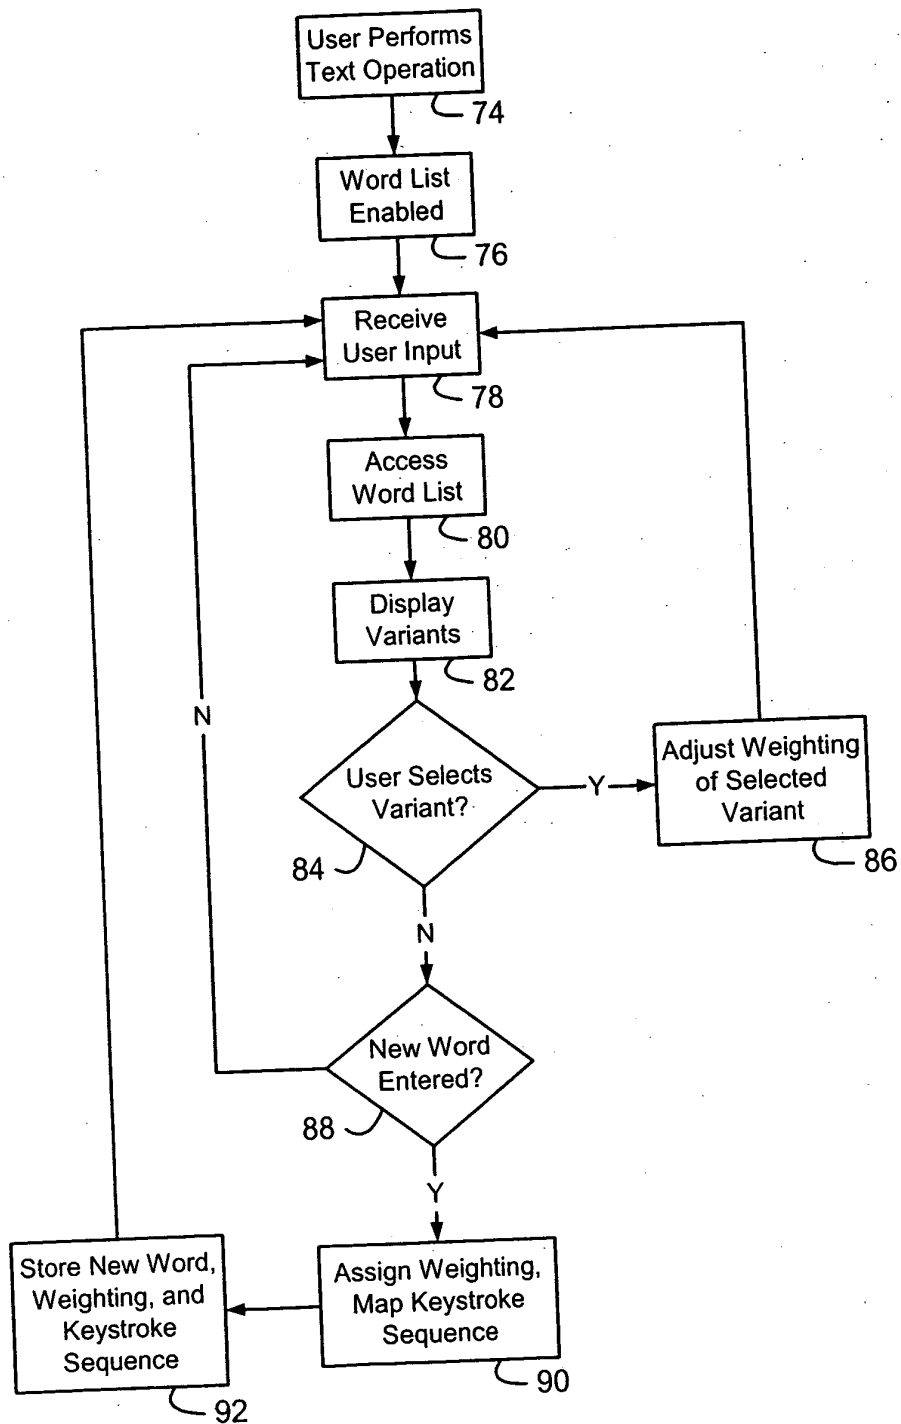 User Performs
Text Operation
74
Word List
Enabled
76
Receive
User Input
78
Access
Word List
80
Display
Variants
82
N
User Selects
Variant?
84
Y
Adjust Weighting
of Selected
Variant
86
N
New Word
Entered?
88
Y
Store New Word,
Weighting, and
Keystroke
Sequence
92
Assign Weighting,
Map Keystroke
Sequence
90